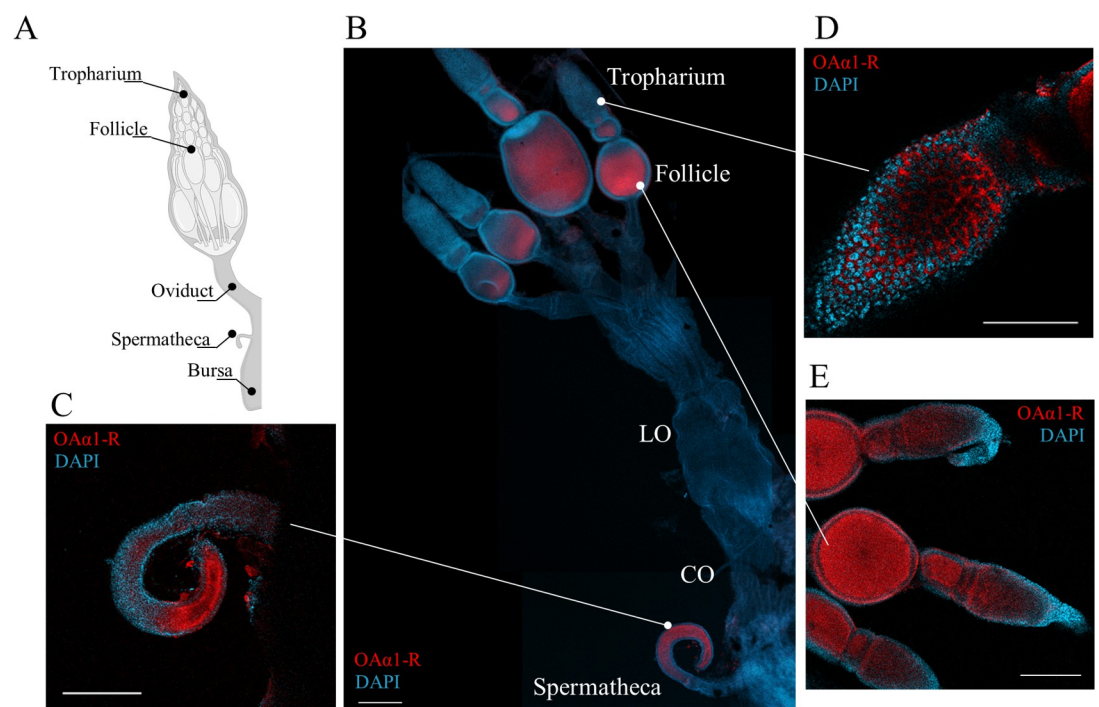 A
Tropharium
Follicle
Oviduct
Spermatheca
Bursa
B
Tropharium
Follicle
LO
CO
OAα1-R
DAPI
Spermatheca
C
OAα1-R
DAPI
D
OAα1-R
DAPI
E
OAα1-R
DAPI